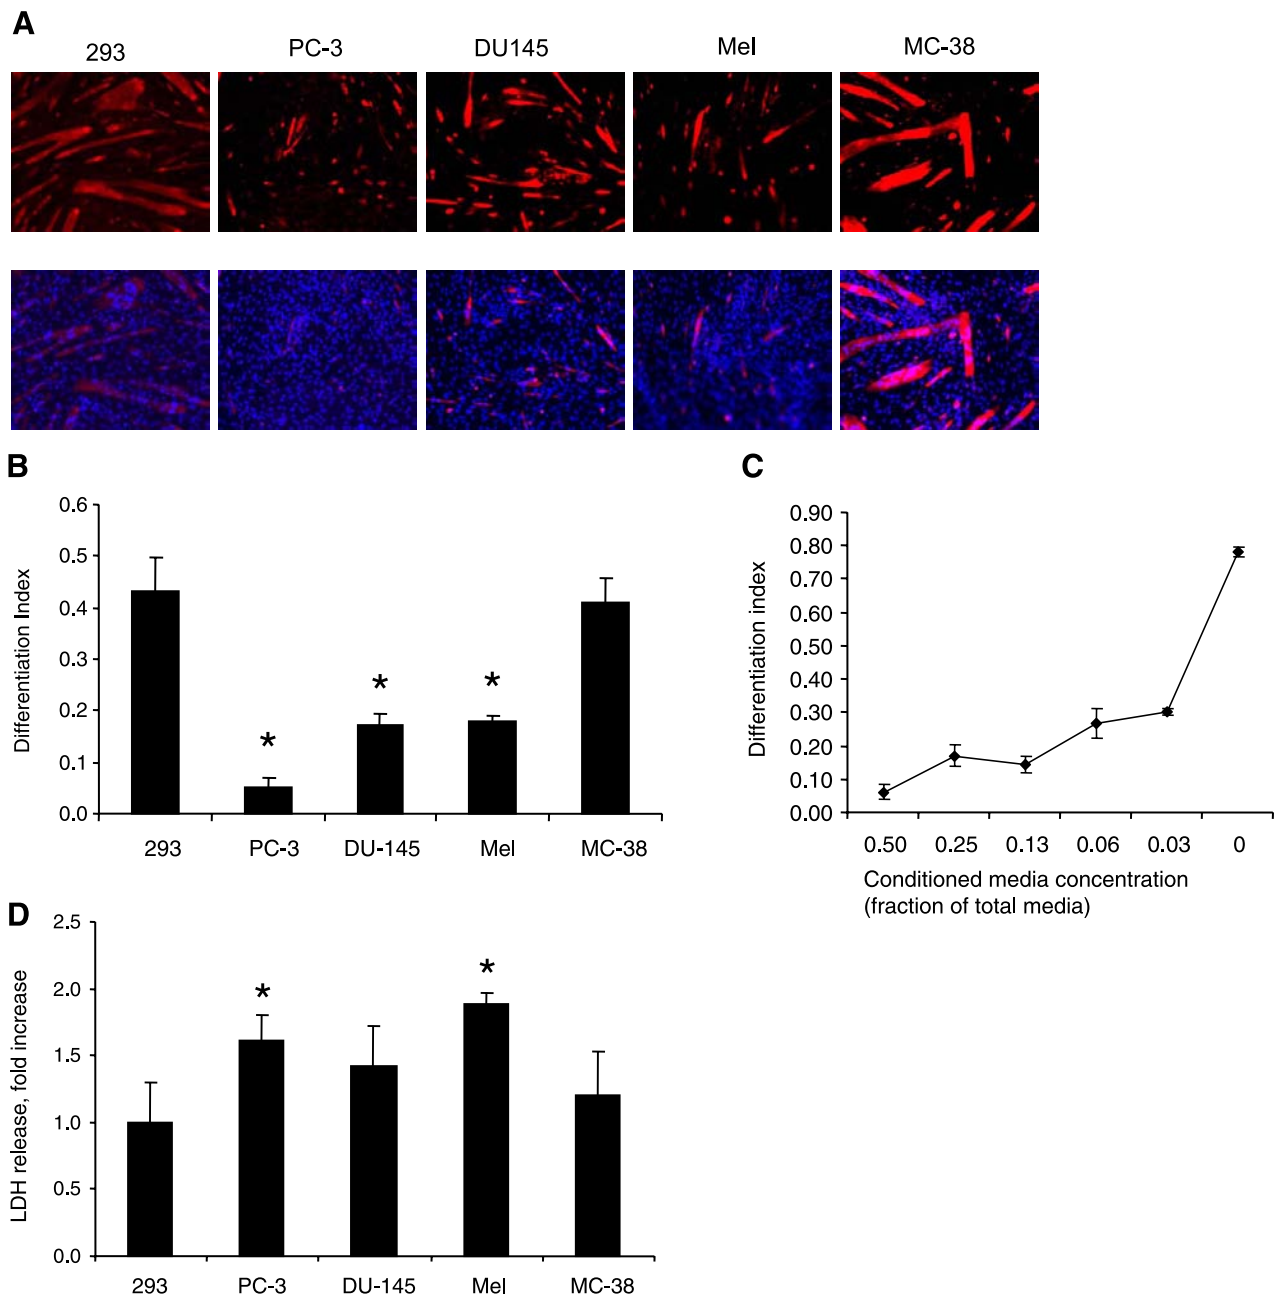 A
293 PC-3 DU145 Mel MC-38
B
Differentiation Index
0.6
0.5
0.4
0.3
0.2
0.1
0.0
*
*
*
293 PC-3 DU-145 Mel MC-38
C
Differentiation index
0.90
0.80
0.70
0.60
0.50
0.40
0.30
0.20
0.10
0.00
0.50 0.25 0.13 0.06 0.03 0
Conditioned media concentration
(fraction of total media)
D
LDH release, fold increase
2.5
2.0
1.5
1.0
0.5
0.0
*
*
293 PC-3 DU-145 Mel MC-38